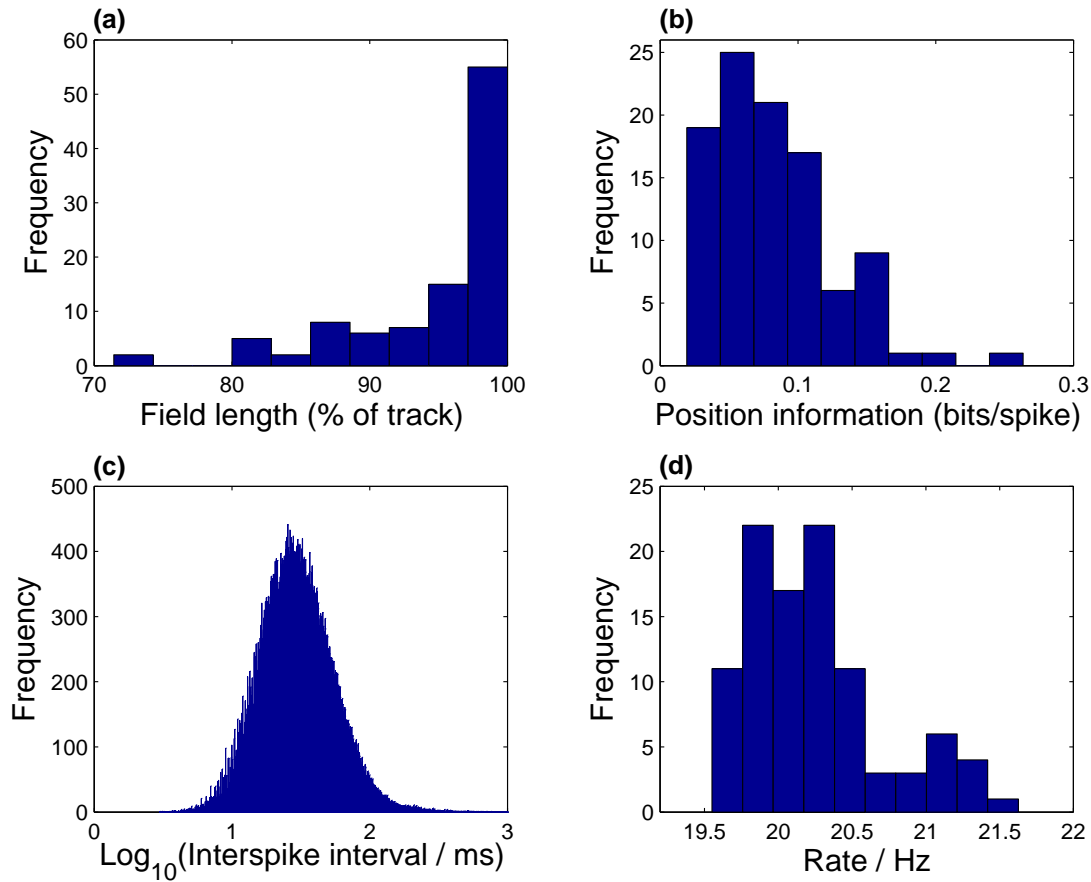 (a)
60
50
40
30
20
10
0
70 80 90 100
Frequency
Field length (% of track)
(b)
25
20
15
10
5
0
0 0.1 0.2 0.3
Frequency
Position information (bits/spike)
(c)
500
400
300
200
100
0
0 1 2 3
Frequency
Log10(Interspike interval / ms)
(d)
25
20
15
10
5
0
19.5 20 20.5 21 21.5 22
Frequency
Rate / Hz